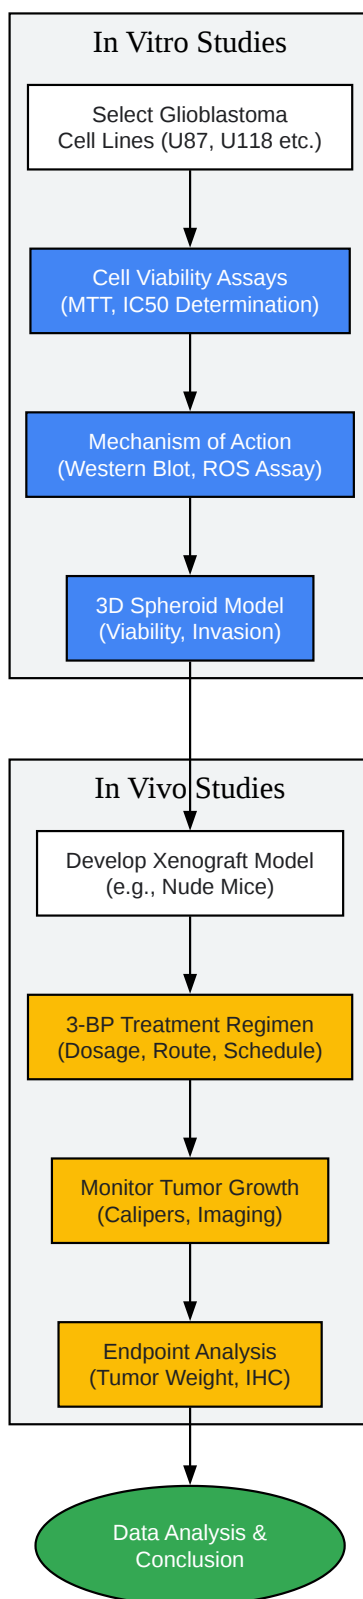 In Vitro Studies
Select Glioblastoma
Cell Lines (U87, U118 etc.)
Cell Viability Assays
(MTT, IC50 Determination)
Mechanism of Action
(Western Blot, ROS Assay)
3D Spheroid Model
(Viability, Invasion)
In Vivo Studies
Develop Xenograft Model
(e.g., Nude Mice)
3-BP Treatment Regimen
(Dosage, Route, Schedule)
Monitor Tumor Growth
(Calipers, Imaging)
Endpoint Analysis
(Tumor Weight, IHC)
Data Analysis &
Conclusion